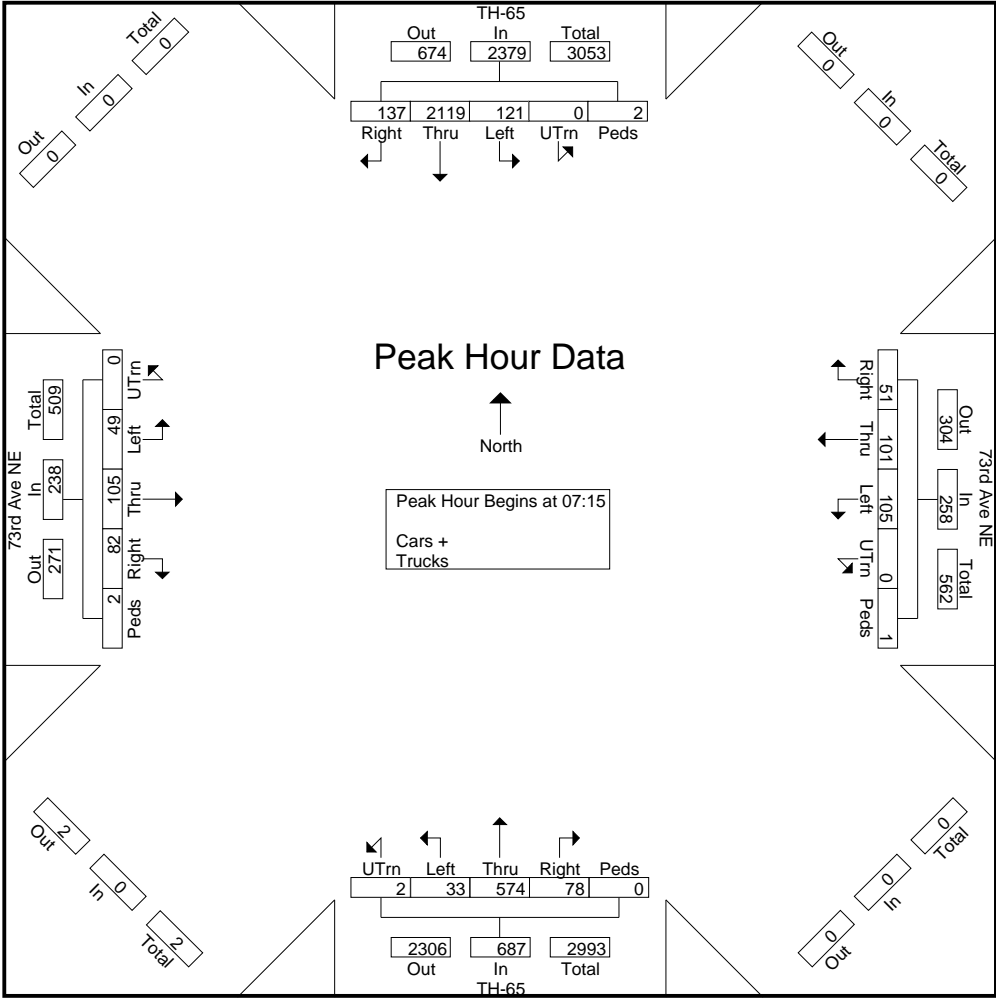 TH-65
Out In Total
674 2379 3053
137 2119 121 0 2
Right Thru Left UTrn Peds
Total
0
In
0
Out
0
Out
0
In
0
Total
0
Peak Hour Data
North
Peak Hour Begins at 07:15
Cars +
Trucks
73rd Ave NE
Total In Out
509 238 271
0 49 105 82 2
UTrn Left Thru Right Peds
73rd Ave NE
Out In Total
304 258 562
51 101 105 0 1
Right Thru Left UTrn Peds
2
Out
0
In
2
Total
0
Total
0
In
0
Out
UTrn Left Thru Right Peds
2 33 574 78 0
2306 687 2993
Out In Total
TH-65